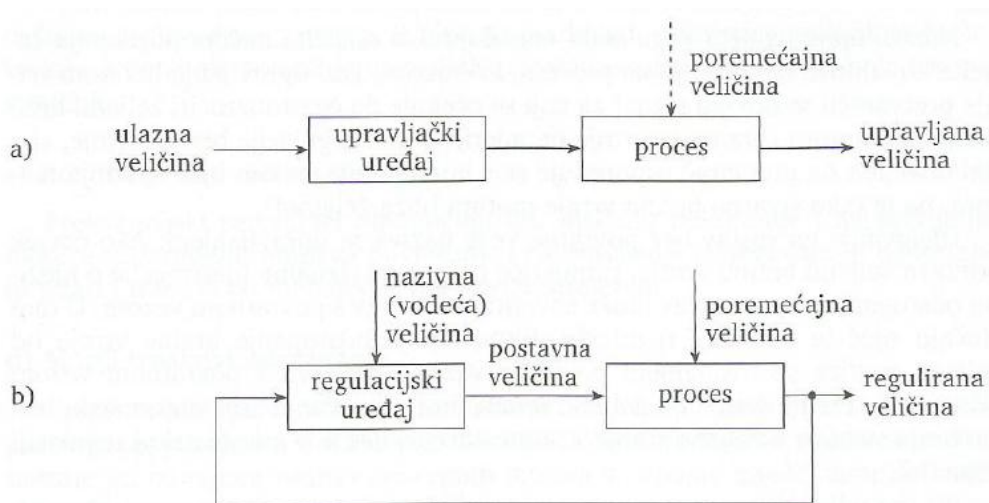 poremećajna
veličina
a)
ulazna
veličina
upravljački
uređaj
proces
upravljana
veličina
nazivna
(vodeća)
veličina
poremećajna
veličina
b)
regulacijski
uređaj
postavna
veličina
proces
regulirana
veličina